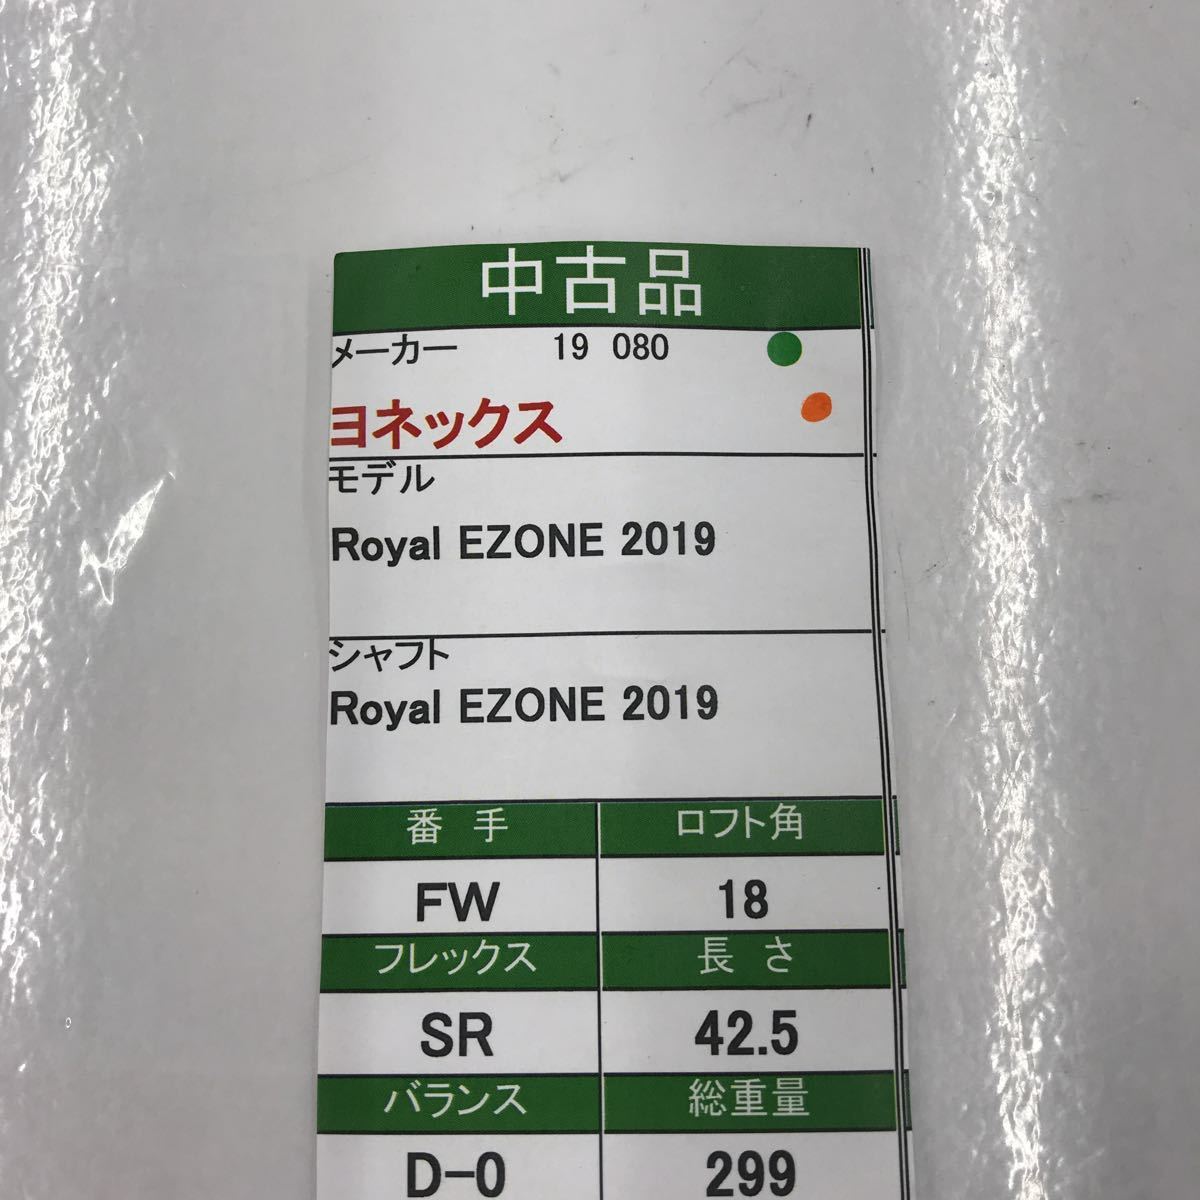 中古品
メーカー 19 080
ヨネックス
モデル
Royal EZONE 2019
シャフト
Royal EZONE 2019
番 手 ロフト角
FW 18
フレックス 長 さ
SR 42.5
バランス 総重量
D-0 299